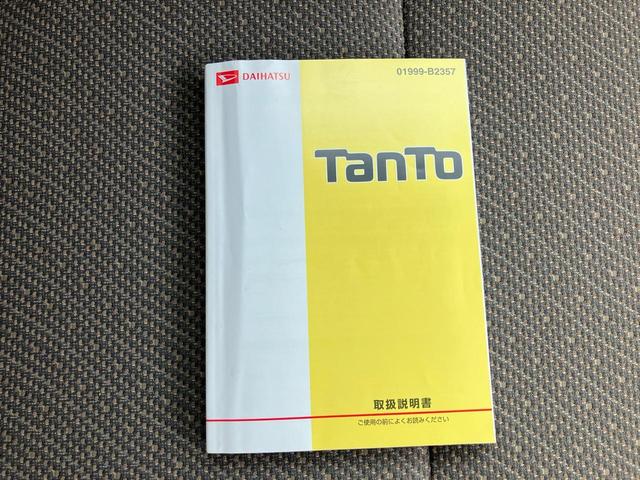 DAIHATSU
01999-B2357
TanTo
取扱説明書
ご使用の前によくお読みください